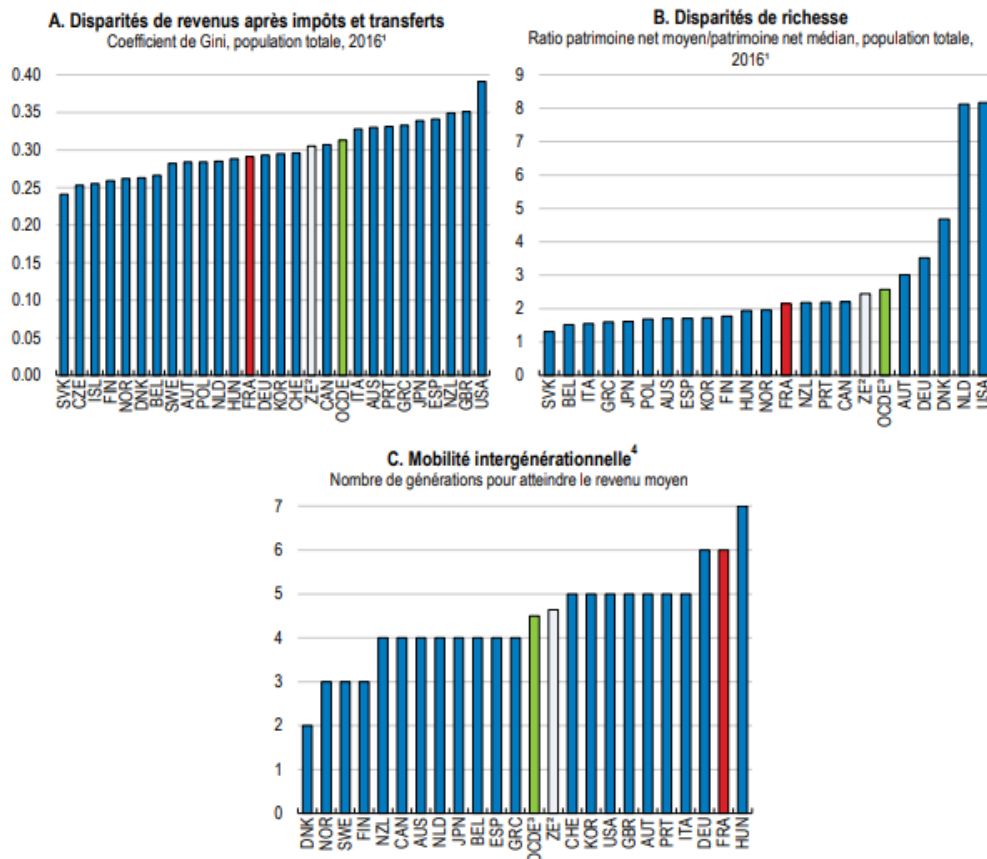 A. Disparités de revenus après impôts et transferts
Coefficient de Gini, population totale, 2016¹
0.40
0.35
0.30
0.25
0.20
0.15
0.10
0.05
0.00
SVK
CZE
ISL
FIN
NOR
DNK
BEL
SWE
AUT
POL
NLD
HUN
FRA
DEU
KOR
CHE
ZE²
CAN
OCDE
ITA
AUS
PRT
GRC
JPN
ESP
NZL
GBR
USA
B. Disparités de richesse
Ratio patrimoine net moyen/patrimoine net médian, population totale,
2016¹
9
8
7
6
5
4
3
2
1
0
SVK
BEL
ITA
GRC
JPN
POL
AUS
ESP
KOR
FIN
HUN
NOR
FRA
NZL
PRT
CAN
ZE²
OCDE³
AUT
DEU
DNK
NLD
USA
C. Mobilité intergénérationnelle⁴
Nombre de générations pour atteindre le revenu moyen
7
6
5
4
3
2
1
0
DNK
NOR
SWE
FIN
NZL
CAN
AUS
NLD
JPN
BEL
ESP
GRC
OCDE³
ZE²
CHE
KOR
USA
GBR
AUT
PRT
ITA
DEU
FRA
HUN